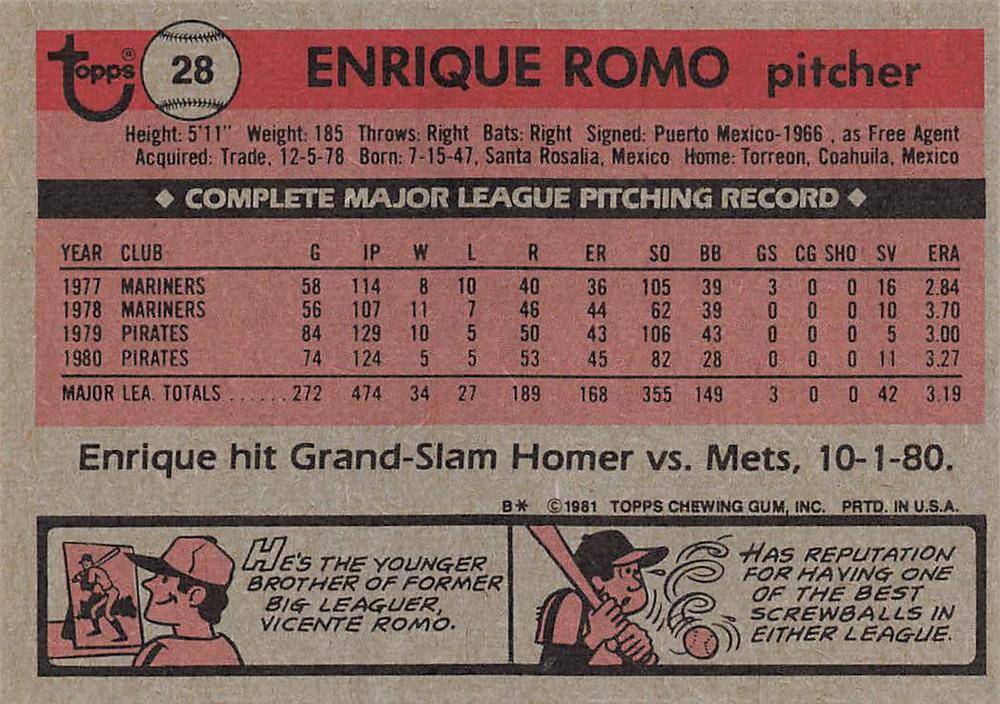 Topps® 28 ENRIQUE ROMO pitcher
Height: 5'11" Weight: 185 Throws: Right Bats: Right Signed: Puerto Mexico-1966 , as Free Agent
Acquired: Trade, 12-5-78 Born: 7-15-47, Santa Rosalia, Mexico Home: Torreon, Coahuila, Mexico
◆ COMPLETE MAJOR LEAGUE PITCHING RECORD ◆
YEAR CLUB G IP W L R ER SO BB GS CG SHO SV ERA
1977 MARINERS 58 114 8 10 40 36 105 39 3 0 0 16 2.84
1978 MARINERS 56 107 11 7 46 44 62 39 0 0 0 10 3.70
1979 PIRATES 84 129 10 5 50 43 106 43 0 0 0 5 3.00
1980 PIRATES 74 124 5 5 53 45 82 28 0 0 0 11 3.27
MAJOR LEA. TOTALS ...... 272 474 34 27 189 168 355 149 3 0 0 42 3.19
Enrique hit Grand-Slam Homer vs. Mets, 10-1-80.
B* ©1981 TOPPS CHEWING GUM, INC. PRTD. IN U.S.A.
HE'S THE YOUNGER
BROTHER OF FORMER
BIG LEAGUER,
VICENTE ROMO.
HAS REPUTATION
FOR HAVING ONE
OF THE BEST
SCREWBALLS IN
EITHER LEAGUE.